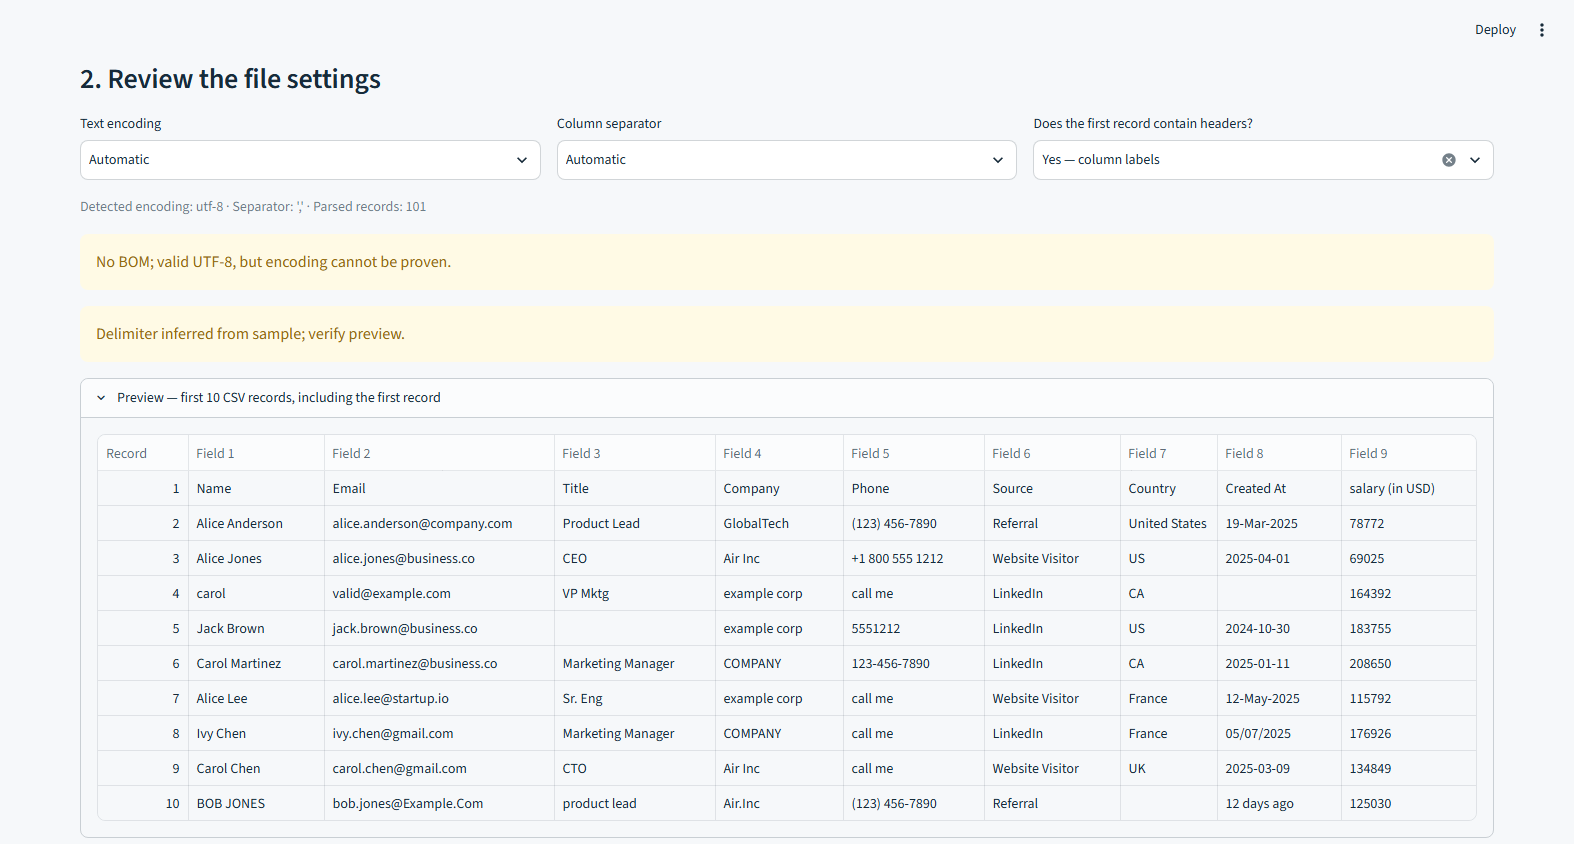 Deploy
2. Review the file settings
Text encoding Column separator Does the first record contain headers?
Automatic Automatic Yes — column labels
Detected encoding: utf-8 · Separator: ',' · Parsed records: 101
No BOM; valid UTF-8, but encoding cannot be proven.
Delimiter inferred from sample; verify preview.
Preview — first 10 CSV records, including the first record
Record Field 1 Field 2 Field 3 Field 4 Field 5 Field 6 Field 7 Field 8 Field 9
1 Name Email Title Company Phone Source Country Created At salary (in USD)
2 Alice Anderson alice.anderson@company.com Product Lead GlobalTech (123) 456-7890 Referral United States 19-Mar-2025 78772
3 Alice Jones alice.jones@business.co CEO Air Inc +1 800 555 1212 Website Visitor US 2025-04-01 69025
4 carol valid@example.com VP Mktg example corp call me LinkedIn CA 164392
5 Jack Brown jack.brown@business.co example corp 5551212 LinkedIn US 2024-10-30 183755
6 Carol Martinez carol.martinez@business.co Marketing Manager COMPANY 123-456-7890 LinkedIn CA 2025-01-11 208650
7 Alice Lee alice.lee@startup.io Sr. Eng example corp call me Website Visitor France 12-May-2025 115792
8 Ivy Chen ivy.chen@gmail.com Marketing Manager COMPANY call me LinkedIn France 05/07/2025 176926
9 Carol Chen carol.chen@gmail.com CTO Air Inc call me Website Visitor UK 2025-03-09 134849
10 BOB JONES bob.jones@Example.Com product lead Air.Inc (123) 456-7890 Referral 12 days ago 125030